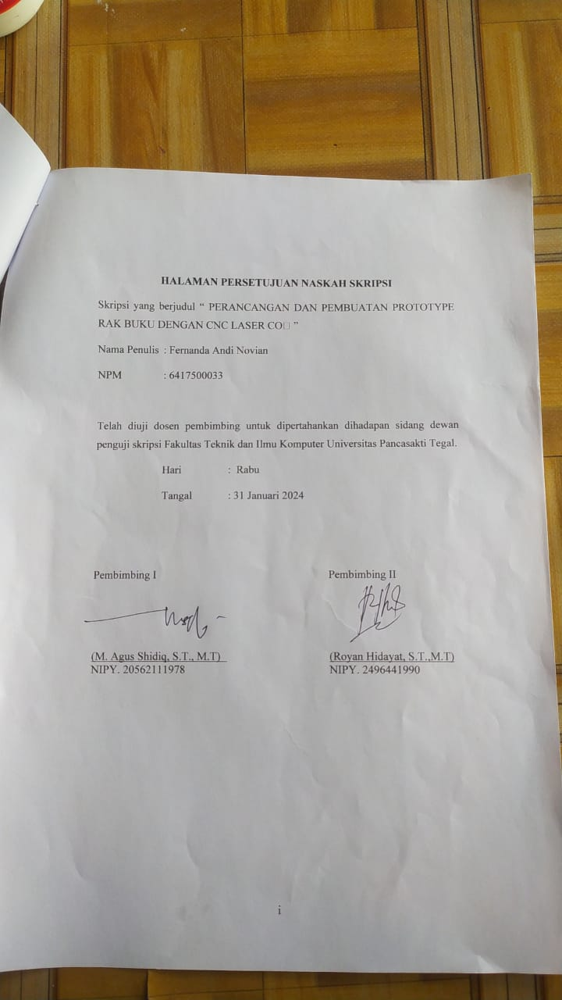 HALAMAN PERSETUJUAN NASKAH SKRIPSI
Skripsi yang berjudul “ PERANCANGAN DAN PEMBUATAN PROTOTYPE
RAK BUKU DENGAN CNC LASER CO□ ”
Nama Penulis : Fernanda Andi Novian
NPM : 6417500033
Telah diuji dosen pembimbing untuk dipertahankan dihadapan sidang dewan
penguji skripsi Fakultas Teknik dan Ilmu Komputer Universitas Pancasakti Tegal.
Hari : Rabu
Tangal : 31 Januari 2024
Pembimbing I
(M. Agus Shidiq, S.T., M.T)
NIPY. 20562111978
Pembimbing II
(Royan Hidayat, S.T.,M.T)
NIPY. 2496441990
i